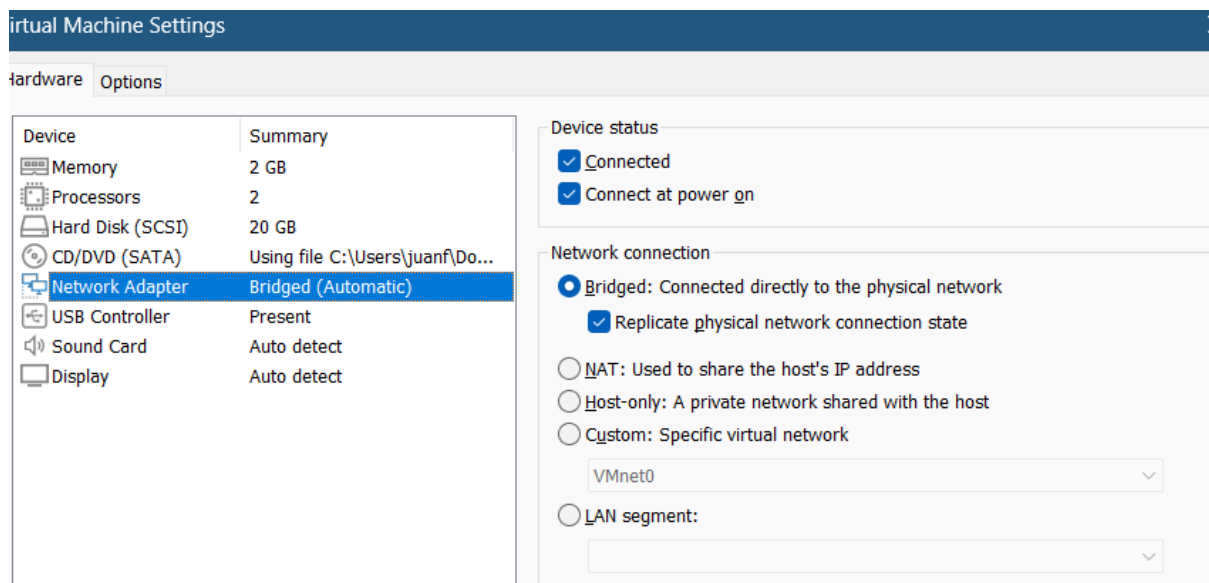 irtual Machine Settings
Hardware Options
Device Summary
Memory 2 GB
Processors 2
Hard Disk (SCSI) 20 GB
CD/DVD (SATA) Using file C:\Users\juanf\Do...
Network Adapter Bridged (Automatic)
USB Controller Present
Sound Card Auto detect
Display Auto detect
Device status
Connected
Connect at power on
Network connection
Bridged: Connected directly to the physical network
Replicate physical network connection state
NAT: Used to share the host's IP address
Host-only: A private network shared with the host
Custom: Specific virtual network
VMnet0
LAN segment: